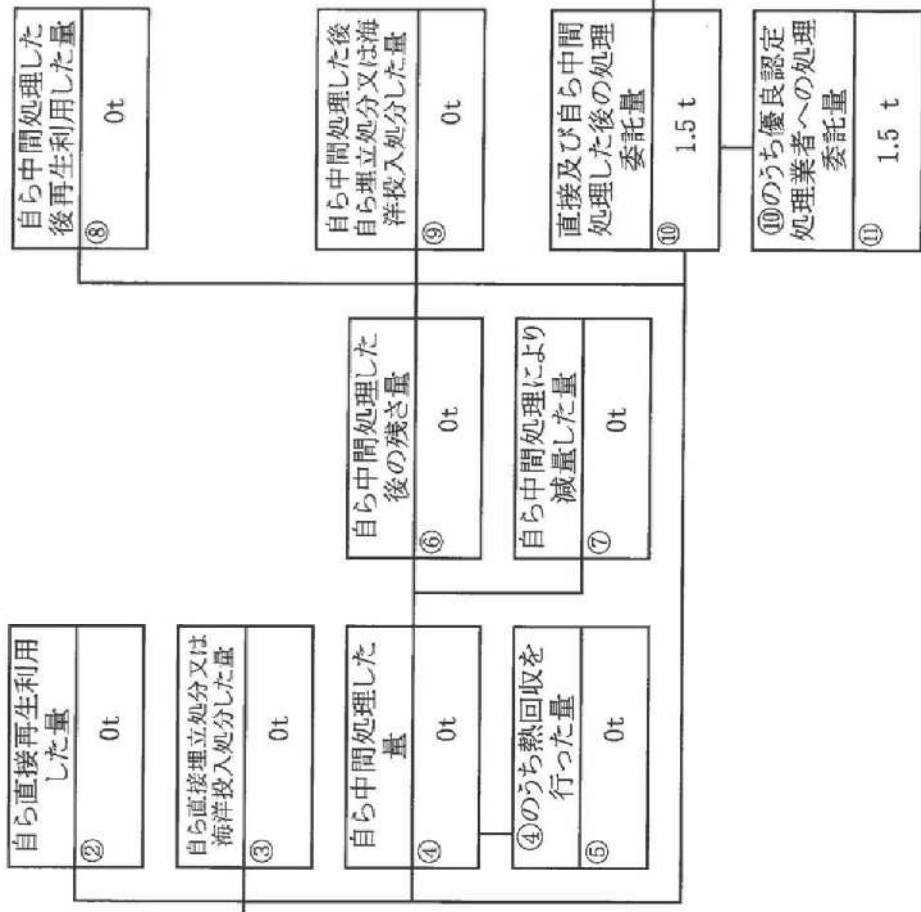 自ら直接再生利用
した量
②
0t
自ら直接埋立処分又は
海洋投入処分した量
③
0t
自ら中間処理した
量
④
0t
④のうち熱回収を
行った量
⑤
0t
自ら中間処理した
後の残さ量
⑥
0t
自ら中間処理により
減量した量
⑦
0t
自ら中間処理した
後再生利用した量
⑧
0t
自ら中間処理した後
自ら埋立処分又は海
洋投入処分した量
⑨
0t
直接及び自ら中間
処理した後の処理
委託量
⑩
1.5 t
⑩のうち優良認定
処理業者への処理
委託量
⑪
1.5 t